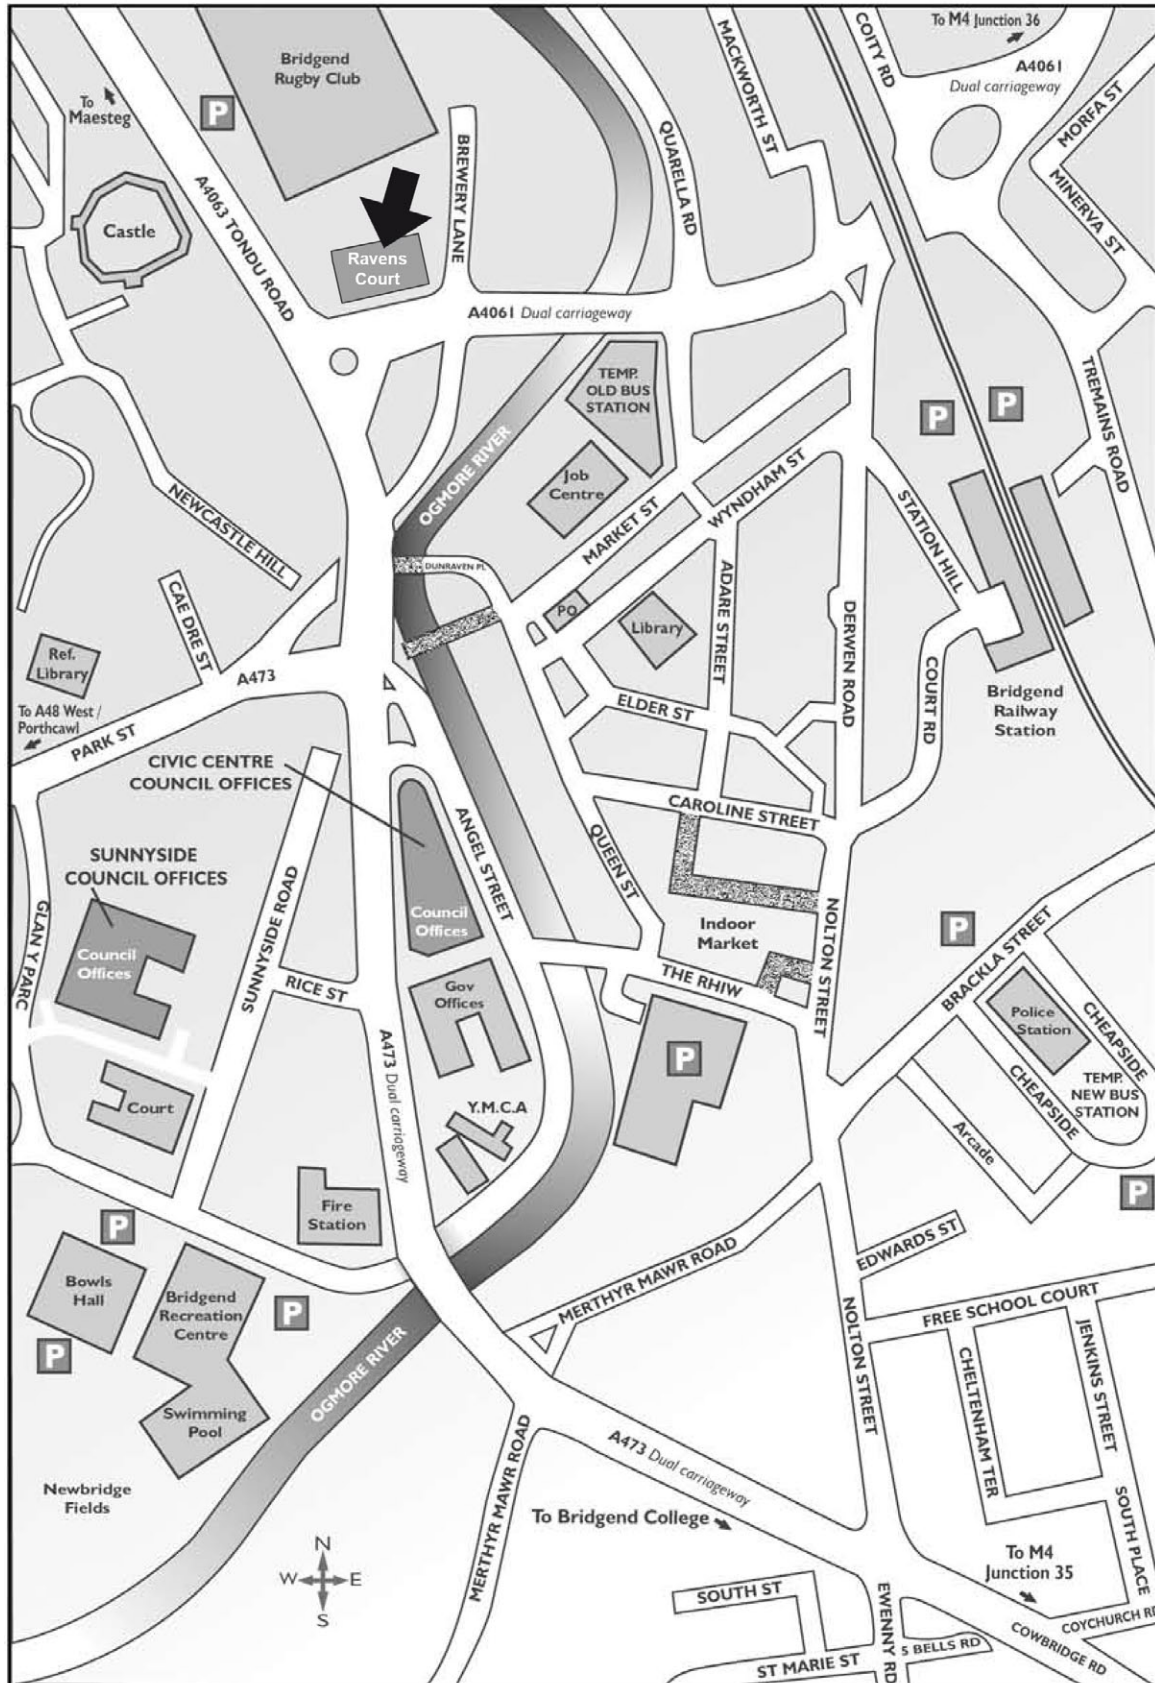 To M4 Junction 36
A4061
Dual carriageway
COITY RD
MACKWORTH ST
MORFA ST
MINERVA ST
Bridgend
Rugby Club
P
To
Maesteg
A4063 TONDU ROAD
BREWERY LANE
QUARELLA RD
Castle
Ravens
Court
A4061 Dual carriageway
TEMP.
OLD BUS
STATION
TREMAINS ROAD
P
P
OGMORE RIVER
Job
Centre
MARKET ST
WYNDHAM ST
STATION HILL
NEWCASTLE HILL
DUNRAVEN PL
CAE DRE ST
PO
Library
ADARE STREET
DERWEN ROAD
COURT RD
Ref.
Library
A473
To A48 West /
Porthcawl
PARK ST
ELDER ST
Bridgend
Railway
Station
CIVIC CENTRE
COUNCIL OFFICES
CAROLINE STREET
ANGEL STREET
QUEEN ST
SUNNYSIDE
COUNCIL OFFICES
SUNNYSIDE ROAD
GLAN Y PARC
Council
Offices
Council
Offices
Indoor
Market
NOLTON STREET
P
BRACKLA STREET
RICE ST
Gov
Offices
THE RHIW
Police
Station
CHEAPSIDE
CHEAPSIDE
TEMP.
NEW BUS
STATION
P
A473 Dual carriageway
Court
Y.M.C.A
Arcade
P
Fire
Station
P
EDWARDS ST
MERTHYR MAWR ROAD
Bowls
Hall
Bridgend
Recreation
Centre
P
P
FREE SCHOOL COURT
NOLTON STREET
CHELTENHAM TER
JENKINS STREET
OGMORE RIVER
Swimming
Pool
A473 Dual carriageway
Newbridge
Fields
MERTHYR MAWR ROAD
To Bridgend College
SOUTH PLACE
To M4
Junction 35
N
W
E
S
SOUTH ST
EWENNY RD
COYCHURCH RD
COWBRIDGE RD
5 BELLS RD
ST MARIE ST